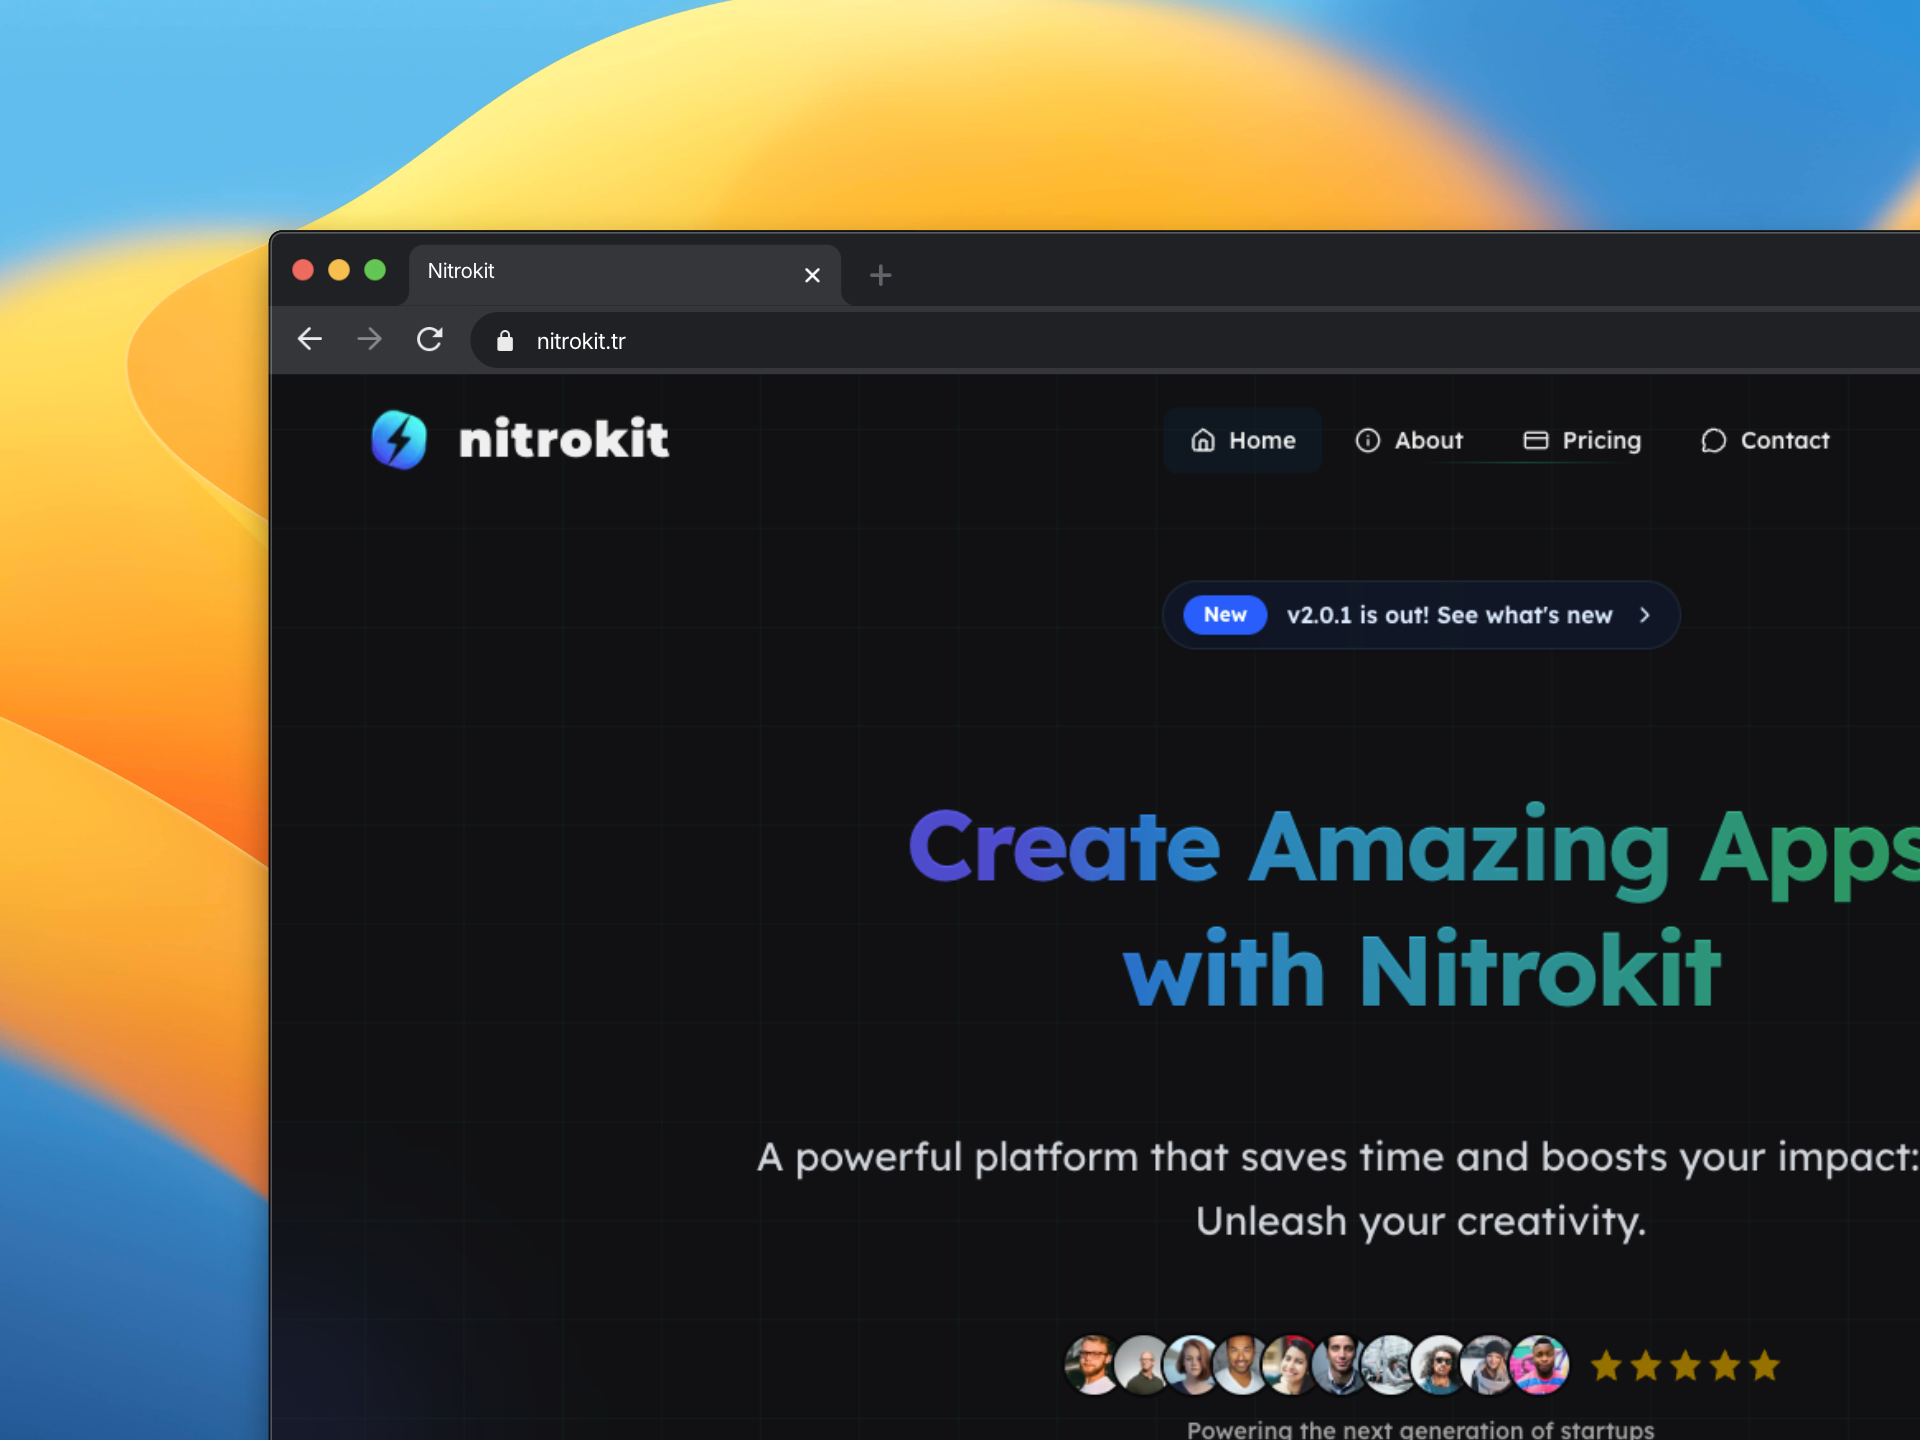 Nitrokit
nitrokit.tr
nitrokit
Home
About
Pricing
Contact
New
v2.0.1 is out! See what's new
Create Amazing Apps
with Nitrokit
A powerful platform that saves time and boosts your impact:
Unleash your creativity.
Powering the next generation of startups